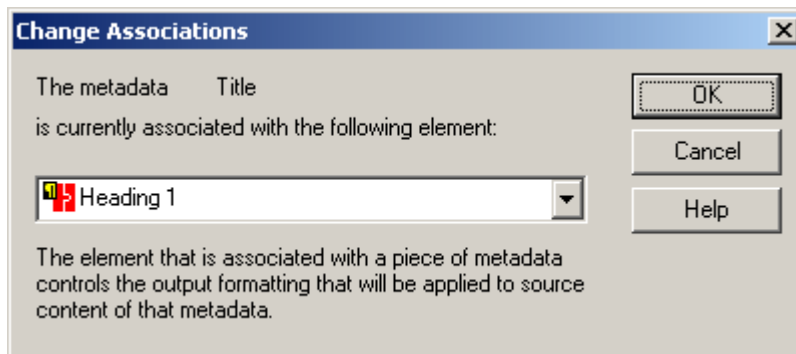 Change Associations
The metadata Title
is currently associated with the following element:
Heading 1
The element that is associated with a piece of metadata
controls the output formatting that will be applied to source
content of that metadata.
OK
Cancel
Help